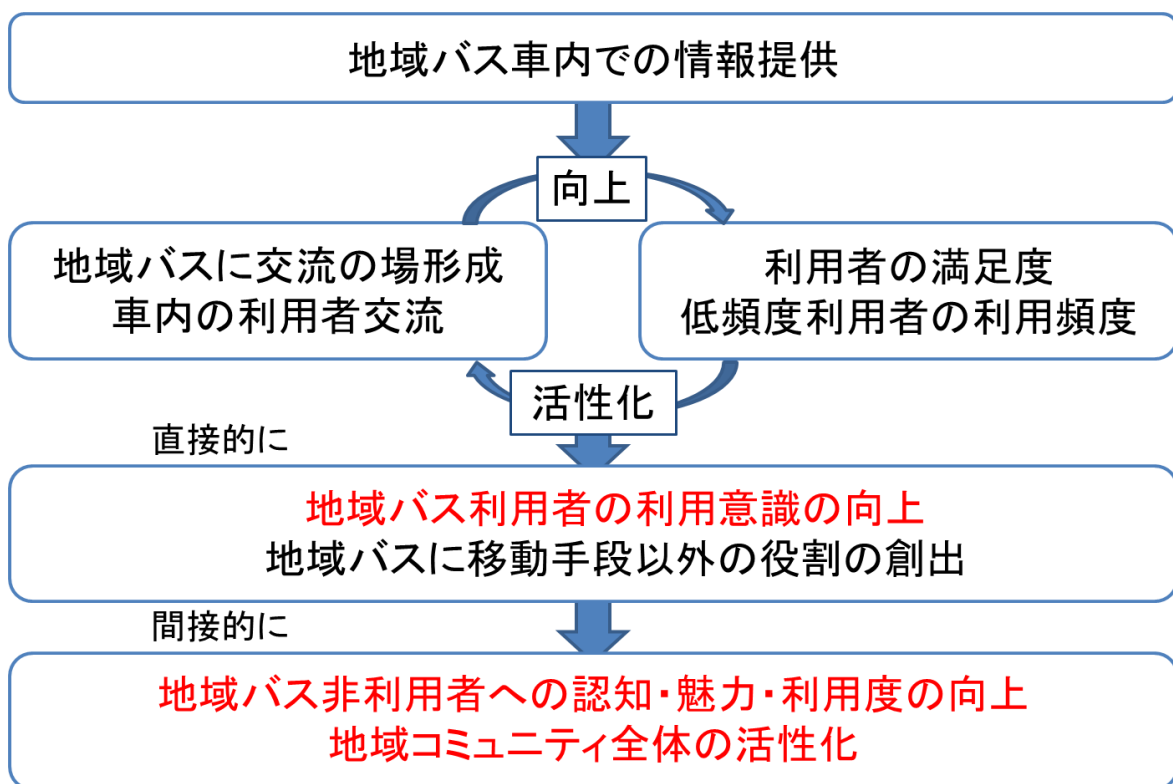 地域バス車内での情報提供
向上
地域バスに交流の場形成
車内の利用者交流
利用者の満足度
低頻度利用者の利用頻度
活性化
直接的に
地域バス利用者の利用意識の向上
地域バスに移動手段以外の役割の創出
間接的に
地域バス非利用者への認知・魅力・利用度の向上
地域コミュニティ全体の活性化